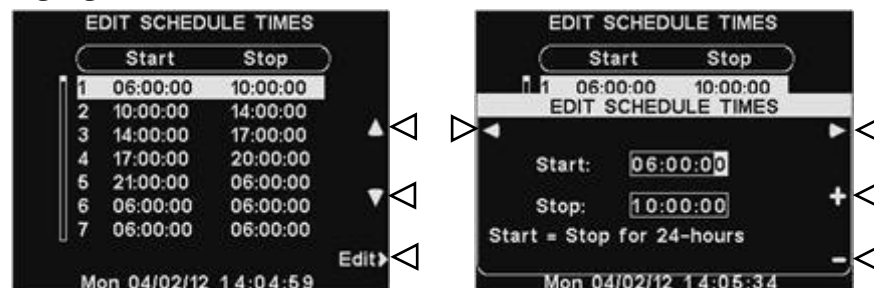 EDIT SCHEDULE TIMES
Start Stop
1 06:00:00 10:00:00
2 10:00:00 14:00:00
3 14:00:00 17:00:00
4 17:00:00 20:00:00
5 21:00:00 06:00:00
6 06:00:00 06:00:00
7 06:00:00 06:00:00
Edit
Mon 04/02/12 14:04:59
EDIT SCHEDULE TIMES
Start Stop
1 06:00:00 10:00:00
EDIT SCHEDULE TIMES
Start: 06:00:00
Stop: 10:00:00
+
Start = Stop for 24-hours
-
Mon 04/02/12 14:05:34